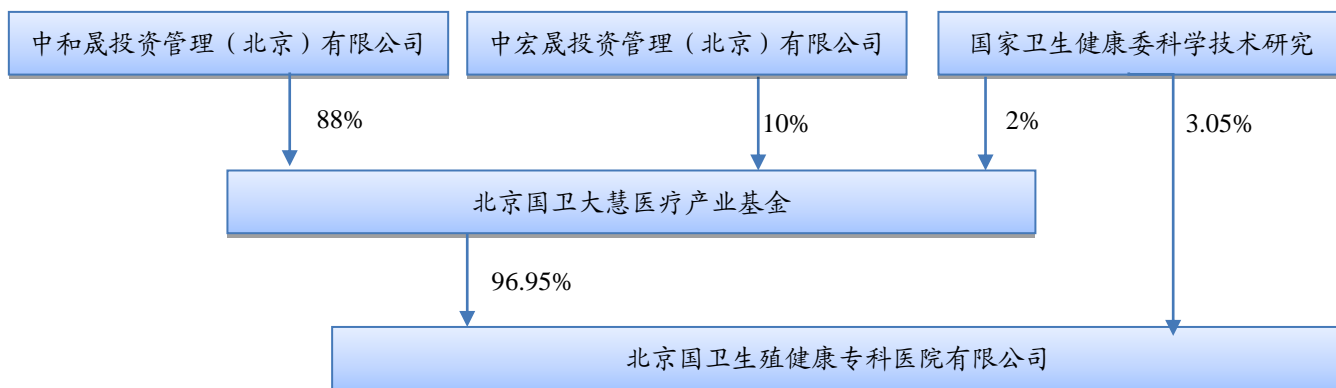 中和晟投资管理（北京）有限公司
中宏晟投资管理（北京）有限公司
国家卫生健康委科学技术研究
88%
10%
2%
3.05%
北京国卫大慧医疗产业基金
96.95%
北京国卫生殖健康专科医院有限公司